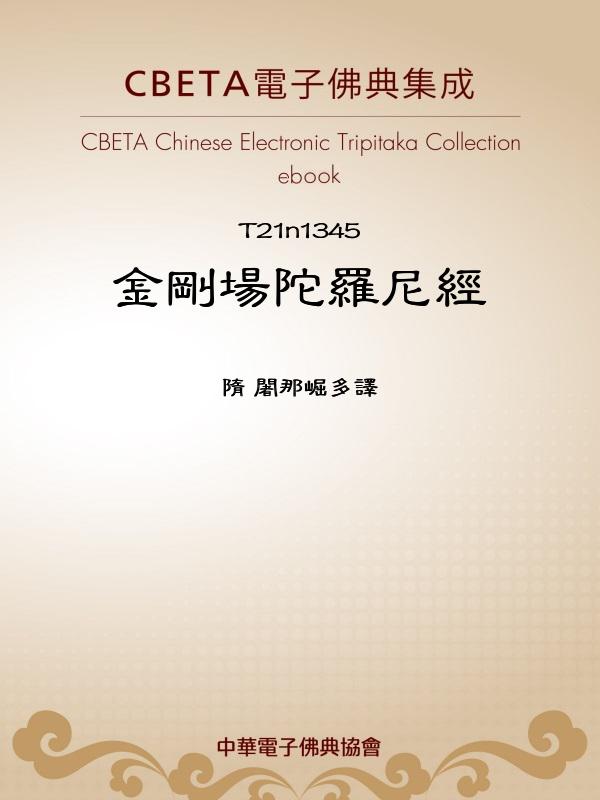 CBETA電子佛典集成
CBETA Chinese Electronic Tripitaka Collection
ebook
T21n1345
金剛場陀羅尼經
隋 闍那崛多譯
中華電子佛典協會